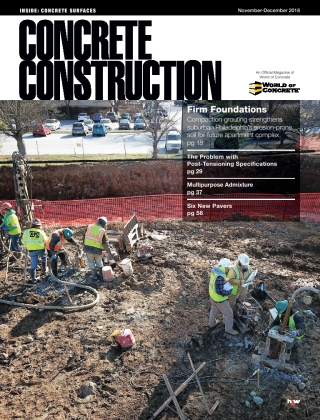 INSIDE: CONCRETE SURFACES
November-December 2018
CONCRETE
CONSTRUCTION
An Official Magazine of
World of Concrete
WORLD OF
CONCRETE
Firm Foundations
Compaction grouting strengthens
suburban Philadelphia's erosion-prone
soil for future apartment complex
pg 18
The Problem with
Post-Tensioning Specifications
pg 29
Multipurpose Admixture
pg 37
Six New Pavers
pg 56